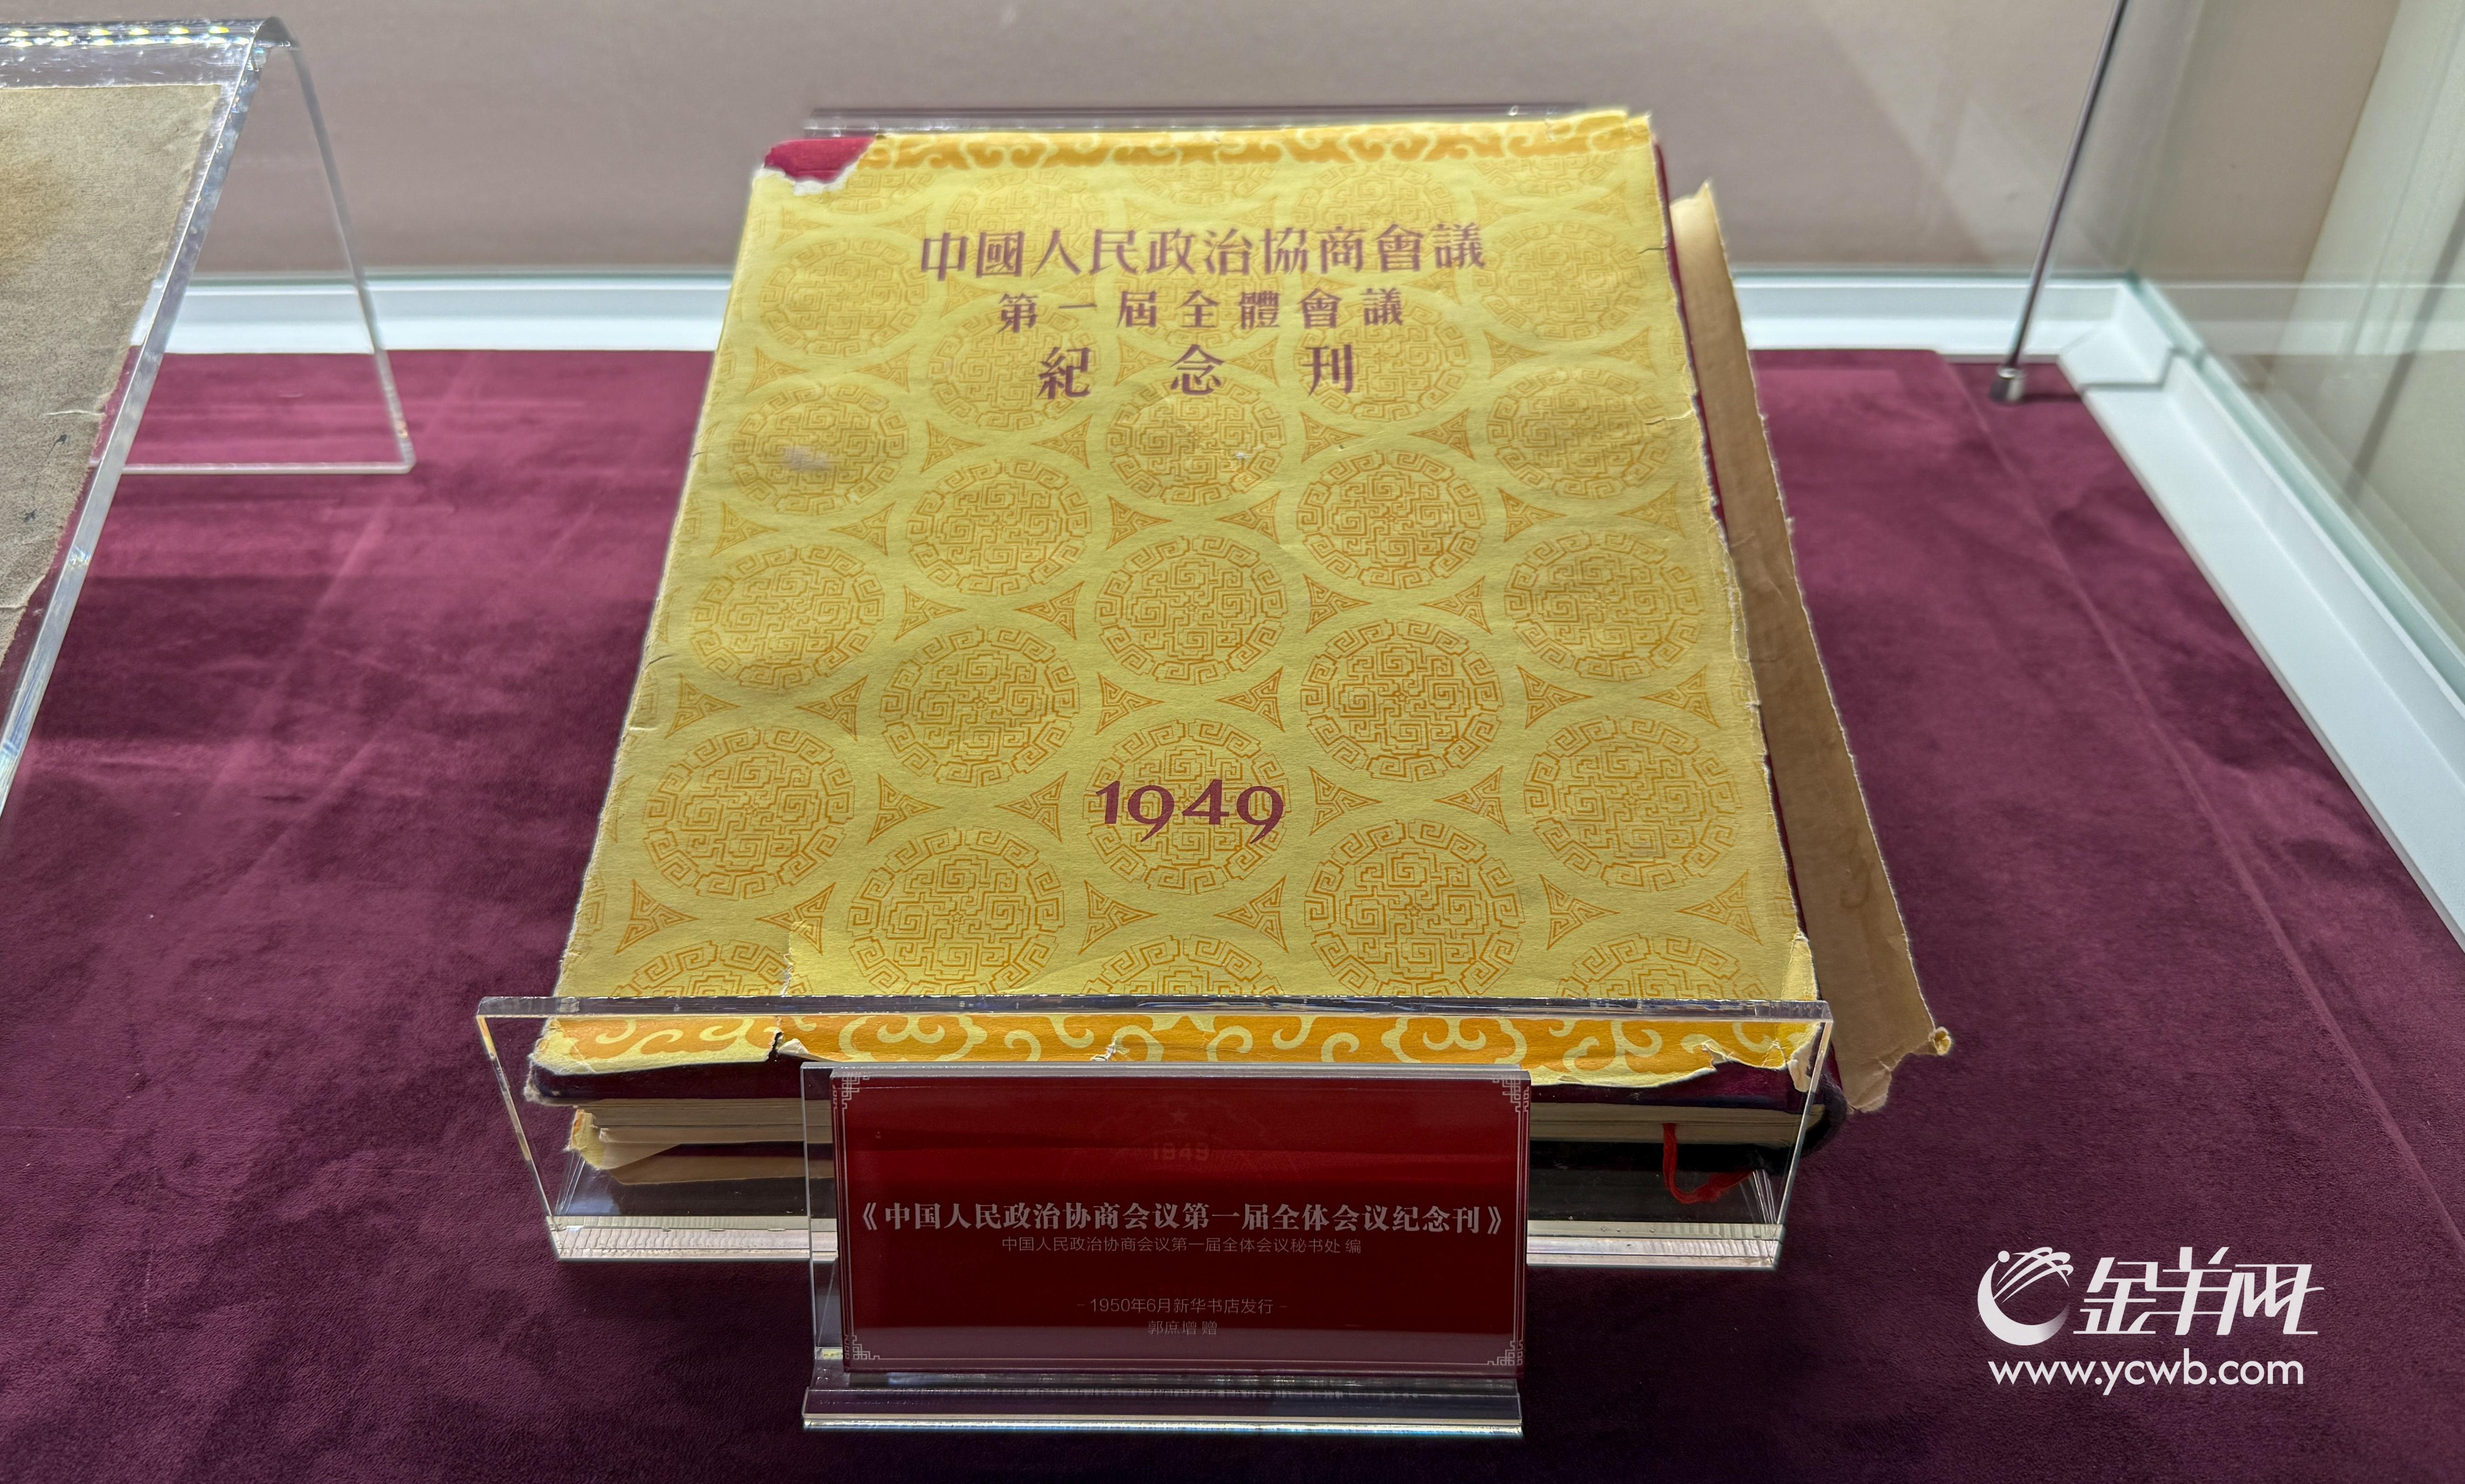 中國人民政治協商會議
第一屆全體會議
紀念刊
1949
1949
《中国人民政治协商会议第一届全体会议纪念刊》
中国人民政治协商会议第一届全体会议秘书处 编
- 1950年6月新华书店发行 -
郭庶增 赠
金羊网
www.ycwb.com